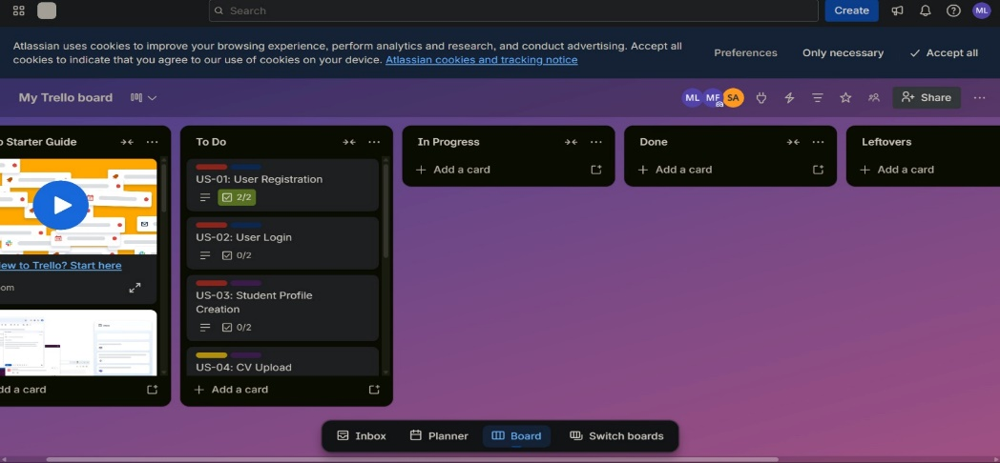 Search
Create
ML
Atlassian uses cookies to improve your browsing experience, perform analytics and research, and conduct advertising. Accept all
cookies to indicate that you agree to our use of cookies on your device. Atlassian cookies and tracking notice
Preferences
Only necessary
Accept all
My Trello board
ML
MF
SA
Share
o Starter Guide
ew to Trello? Start here
om
dd a card
To Do
US-01: User Registration
2/2
US-02: User Login
0/2
US-03: Student Profile
Creation
0/2
US-04: CV Upload
Add a card
In Progress
Add a card
Done
Add a card
Leftovers
Add a card
Inbox
Planner
Board
Switch boards